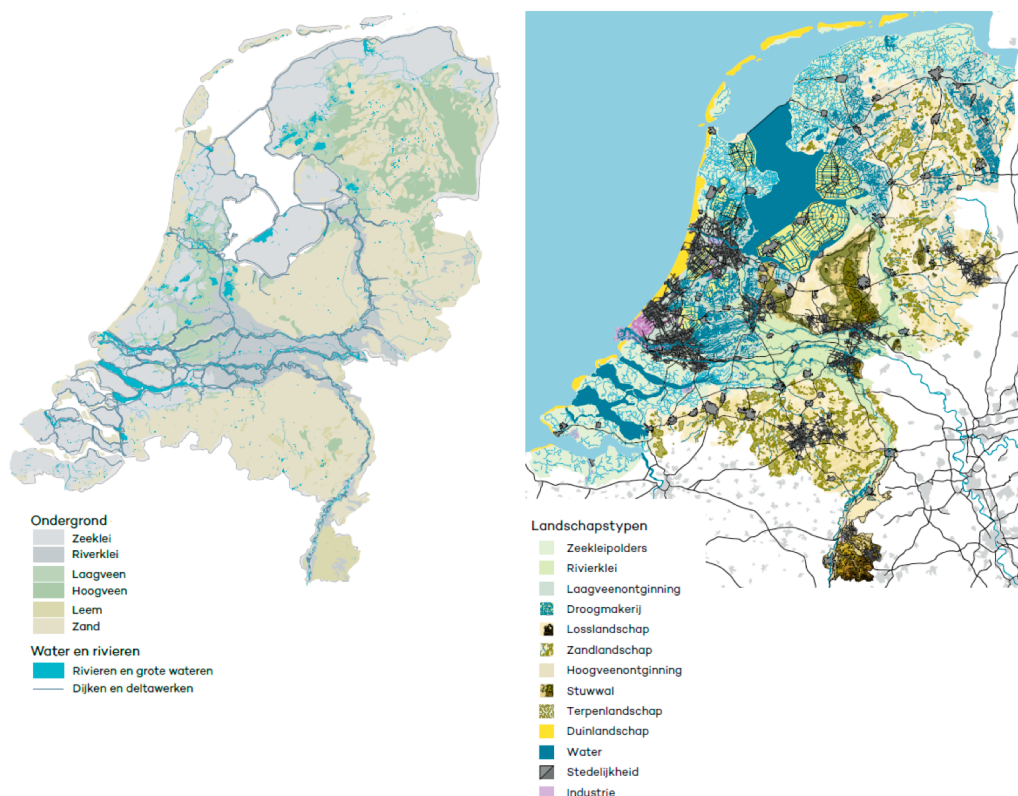 Ondergrond
Zeeklei
Riverklei
Laagveen
Hoogveen
Leem
Zand
Water en rivieren
Rivieren en grote wateren
Dijken en deltawerken
Landschapstypen
Zeekleipolders
Rivierklei
Laagveenontginning
Droogmakerij
Losslandschap
Zandlandschap
Hoogveenontginning
Stuwwal
Terpenlandschap
Duinlandschap
Water
Stedelijkheid
Industrie